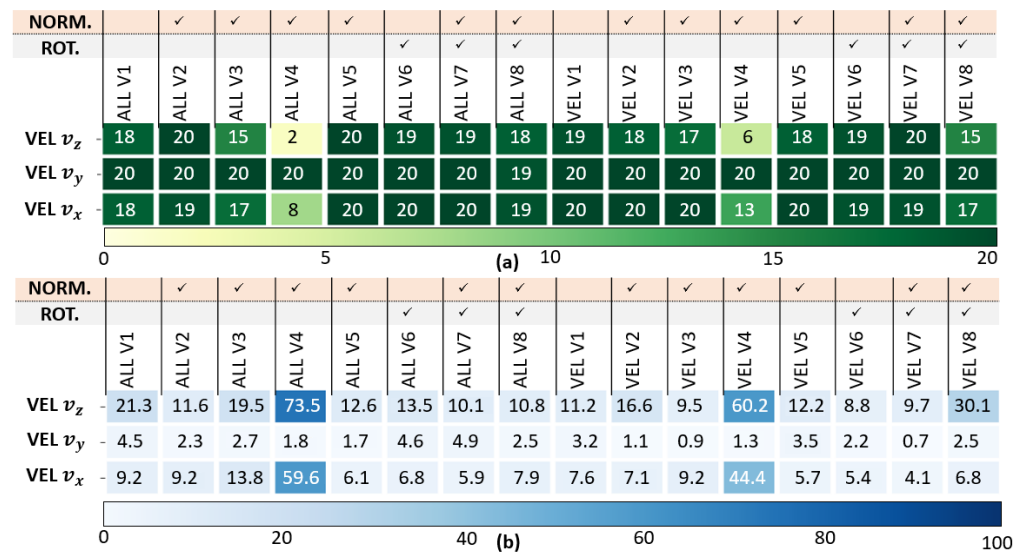 NORM. ✓ ✓ ✓ ✓ ✓ ✓ ✓ ✓ ✓ ✓ ✓ ✓
ROT. ✓ ✓ ✓ ✓ ✓ ✓
ALL V1 ALL V2 ALL V3 ALL V4 ALL V5 ALL V6 ALL V7 ALL V8 VEL V1 VEL V2 VEL V3 VEL V4 VEL V5 VEL V6 VEL V7 VEL V8
VEL v_z 18 20 15 2 20 19 19 18 19 18 17 6 18 19 20 15
VEL v_y 20 20 20 20 20 20 20 19 20 20 20 20 20 20 20 20
VEL v_x 18 19 17 8 20 20 20 19 20 20 20 13 20 19 19 17
0 5 10 15 20
(a)
NORM. ✓ ✓ ✓ ✓ ✓ ✓ ✓ ✓ ✓ ✓ ✓ ✓
ROT. ✓ ✓ ✓ ✓ ✓ ✓
ALL V1 ALL V2 ALL V3 ALL V4 ALL V5 ALL V6 ALL V7 ALL V8 VEL V1 VEL V2 VEL V3 VEL V4 VEL V5 VEL V6 VEL V7 VEL V8
VEL v_z 21.3 11.6 19.5 73.5 12.6 13.5 10.1 10.8 11.2 16.6 9.5 60.2 12.2 8.8 9.7 30.1
VEL v_y 4.5 2.3 2.7 1.8 1.7 4.6 4.9 2.5 3.2 1.1 0.9 1.3 3.5 2.2 0.7 2.5
VEL v_x 9.2 9.2 13.8 59.6 6.1 6.8 5.9 7.9 7.6 7.1 9.2 44.4 5.7 5.4 4.1 6.8
0 20 40 60 80 100
(b)